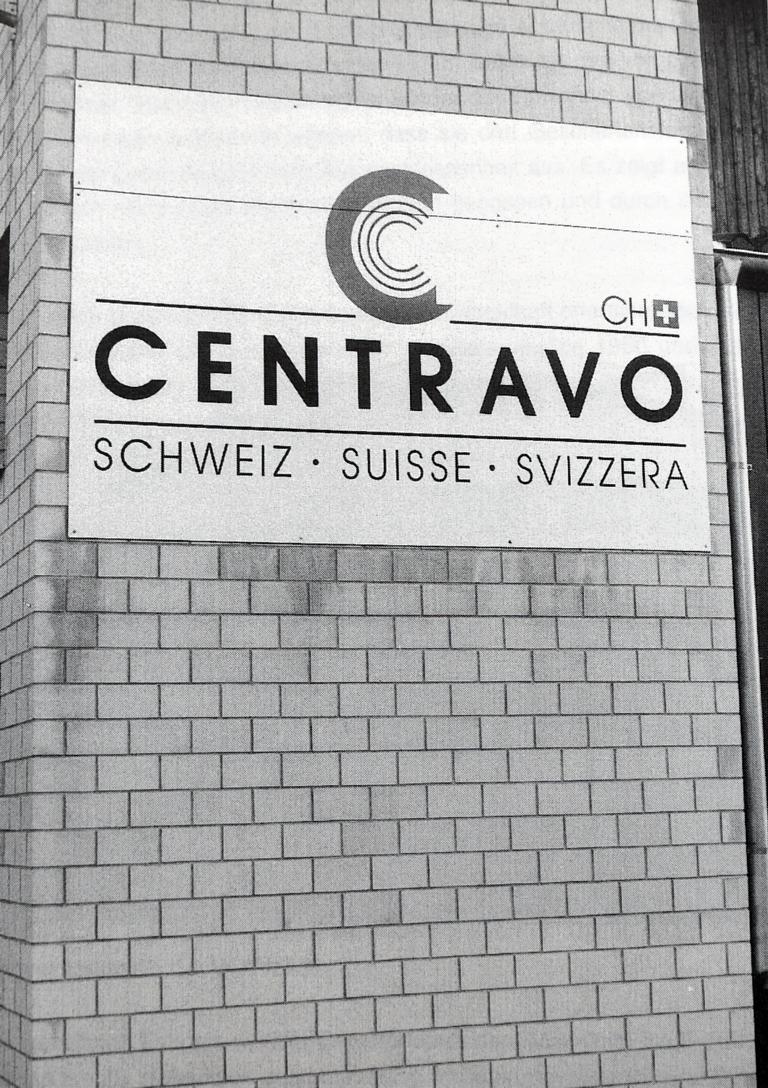 CH
CENTRAVO
SCHWEIZ · SUISSE · SVIZZERA